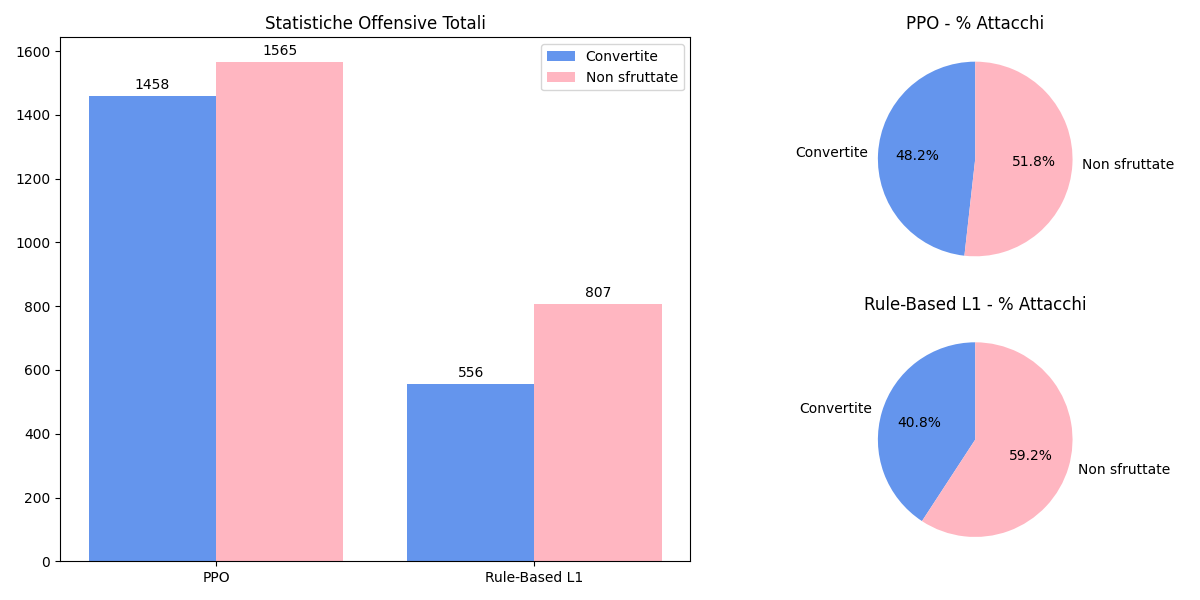 Statistiche Offensive Totali
1600
1400
1200
1000
800
600
400
200
0
1458
1565
556
807
Convertite
Non sfruttate
PPO
Rule-Based L1
PPO - % Attacchi
Convertite
48.2%
51.8%
Non sfruttate
Rule-Based L1 - % Attacchi
Convertite
40.8%
59.2%
Non sfruttate